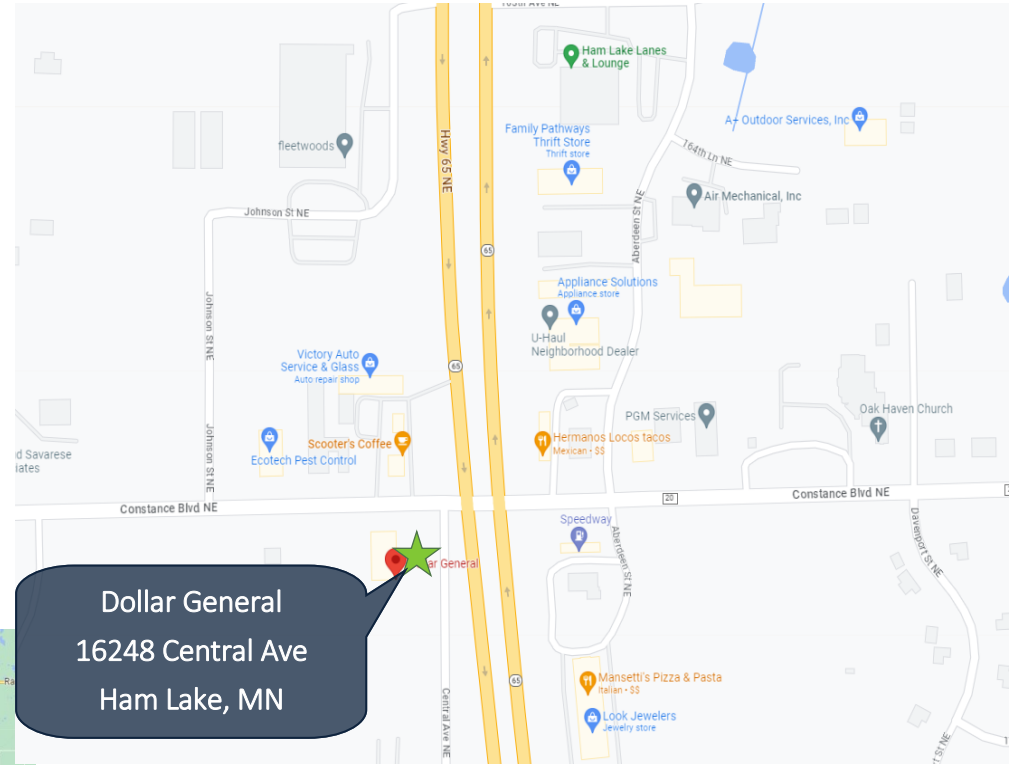 Ham Lake Lanes
& Lounge
A+ Outdoor Services, Inc
Family Pathways
Thrift Store
Thrift store
fleetwoods
Hwy 65 NE
164th Ln NE
Air Mechanical, Inc
Johnson St NE
Aberdeen St NE
65
Appliance Solutions
Appliance store
U-Haul
Neighborhood Dealer
Johnson St NE
Victory Auto
Service & Glass
Auto repair shop
65
PGM Services
Oak Haven Church
Scooter's Coffee
Hermanos Locos tacos
Mexican • $$
Johnson St NE
Ecotech Pest Control
d Savarese
iates
Constance Blvd NE
20
Constance Blvd NE
Speedway
Aberdeen St NE
Davenport St NE
ar General
Dollar General
16248 Central Ave
Ham Lake, MN
Central Ave NE
65
Mansetti's Pizza & Pasta
Italian • $$
Look Jewelers
Jewelry store
t St NE
Ra